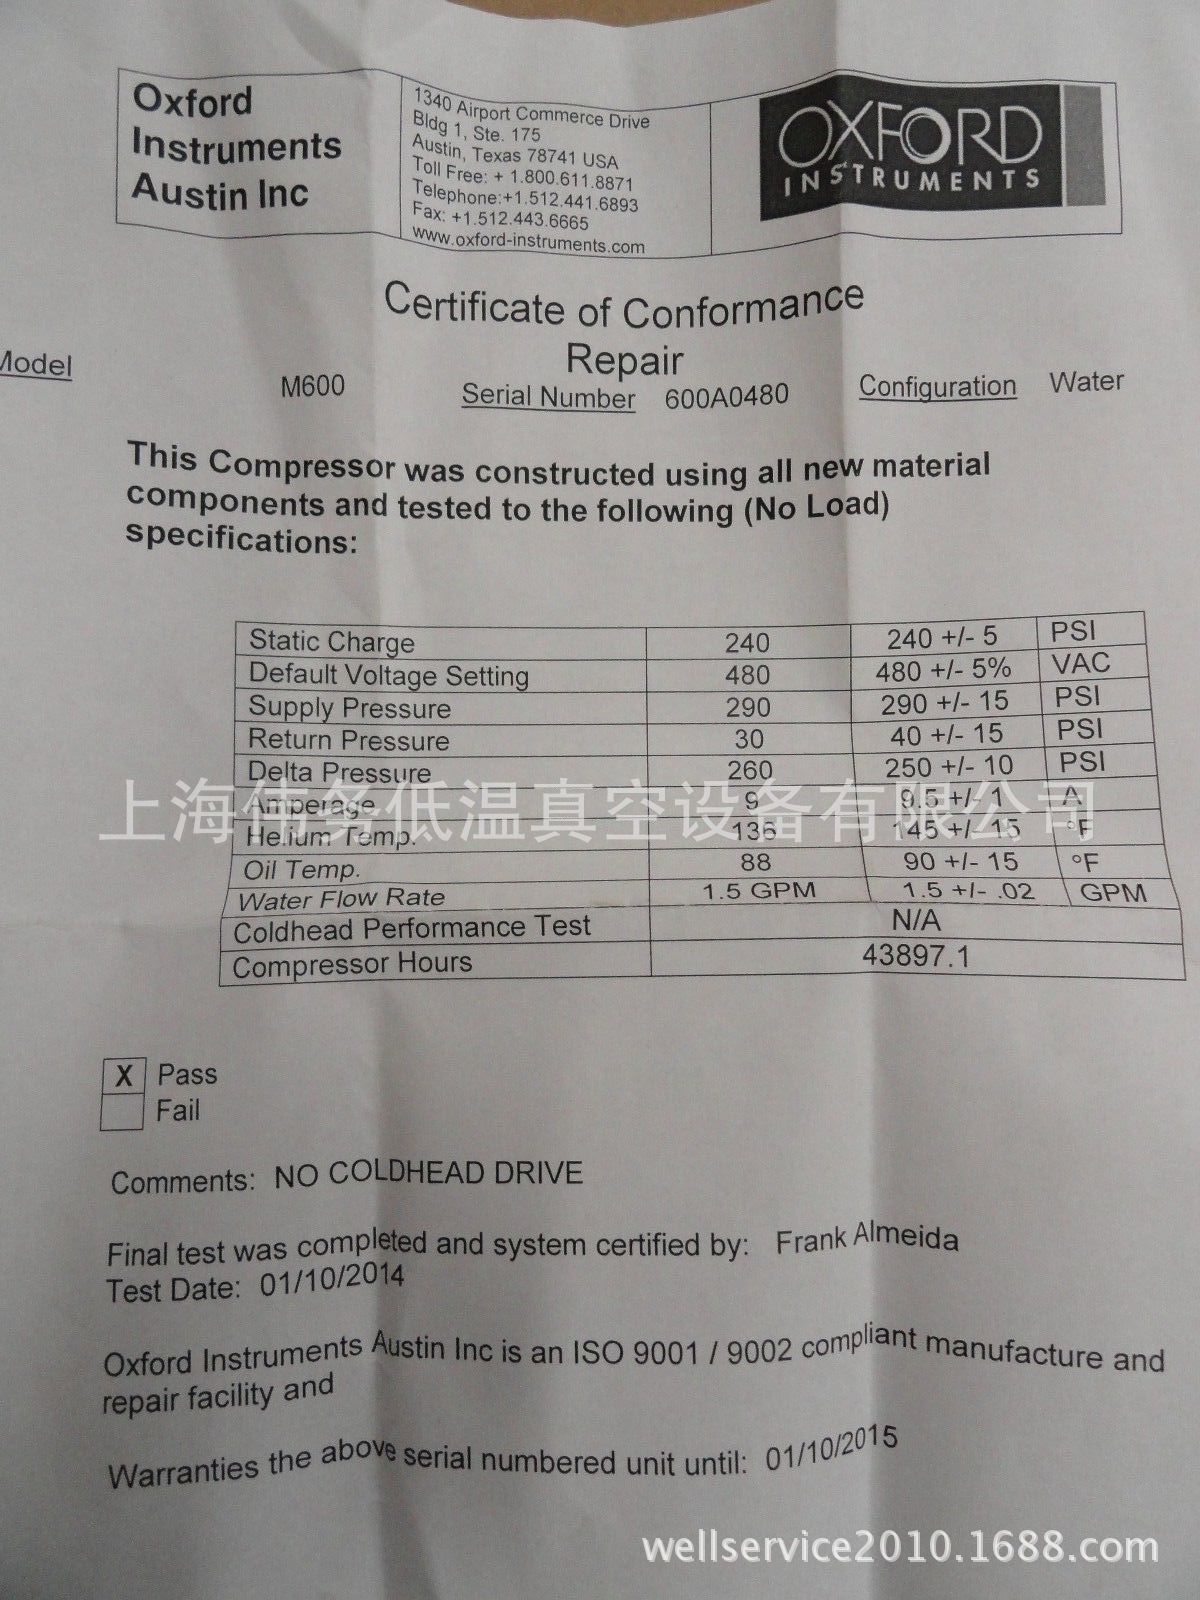 Oxford
Instruments
Austin Inc
1340 Airport Commerce Drive
Bldg 1, Ste. 175
Austin, Texas 78741 USA
Toll Free: + 1.800.611.8871
Telephone:+1.512.441.6893
Fax: +1.512.443.6665
www.oxford-instruments.com
OXFORD
INSTRUMENTS
Certificate of Conformance
Repair
Model M600 Serial Number 600A0480 Configuration Water
This Compressor was constructed using all new material
components and tested to the following (No Load)
specifications:
Static Charge 240 240 +/- 5 PSI
Default Voltage Setting 480 480 +/- 5% VAC
Supply Pressure 290 290 +/- 15 PSI
Return Pressure 30 40 +/- 15 PSI
Delta Pressure 260 250 +/- 10 PSI
Amperage 9 9.5 +/- 1 A
Helium Temp. 136 145 +/- 15 °F
Oil Temp. 88 90 +/- 15 °F
Water Flow Rate 1.5 GPM 1.5 +/- .02 GPM
Coldhead Performance Test N/A
Compressor Hours 43897.1
上海伟务低温真空设备有限公司
X Pass
Fail
Comments: NO COLDHEAD DRIVE
Final test was completed and system certified by: Frank Almeida
Test Date: 01/10/2014
Oxford Instruments Austin Inc is an ISO 9001 / 9002 compliant manufacture and
repair facility and
Warranties the above serial numbered unit until: 01/10/2015
wellservice2010.1688.com